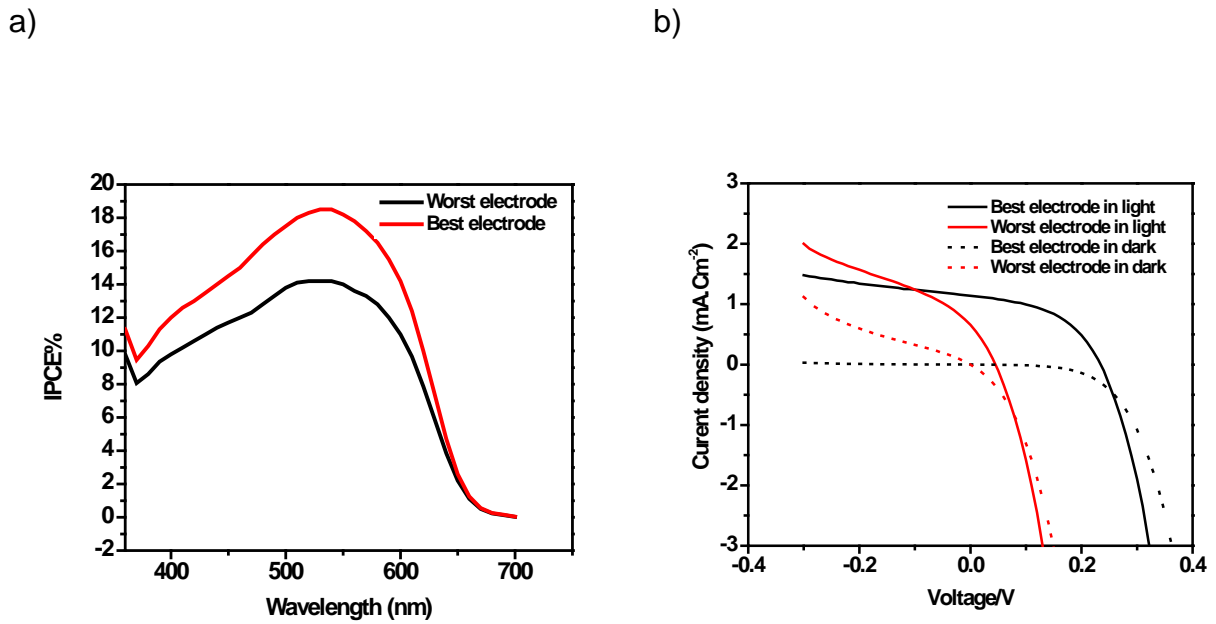 a)
b)
20
18
16
14
12
10
8
6
4
2
0
-2
IPCE%
Worst electrode
Best electrode
400 500 600 700
Wavelength (nm)
3
2
1
0
-1
-2
-3
Curent density (mA.Cm-2)
Best electrode in light
Worst electrode in light
Best electrode in dark
Worst electrode in dark
-0.4 -0.2 0.0 0.2 0.4
Voltage/V